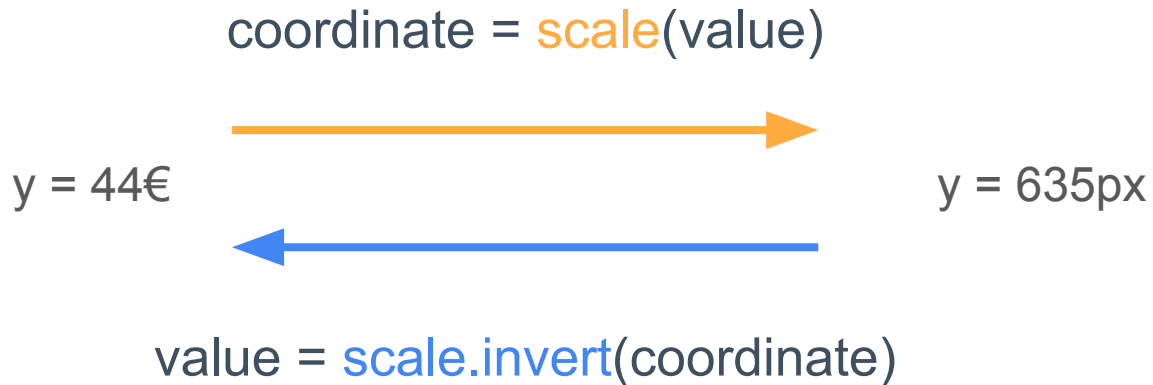 coordinate = scale(value)
y = 44€
y = 635px
value = scale.invert(coordinate)